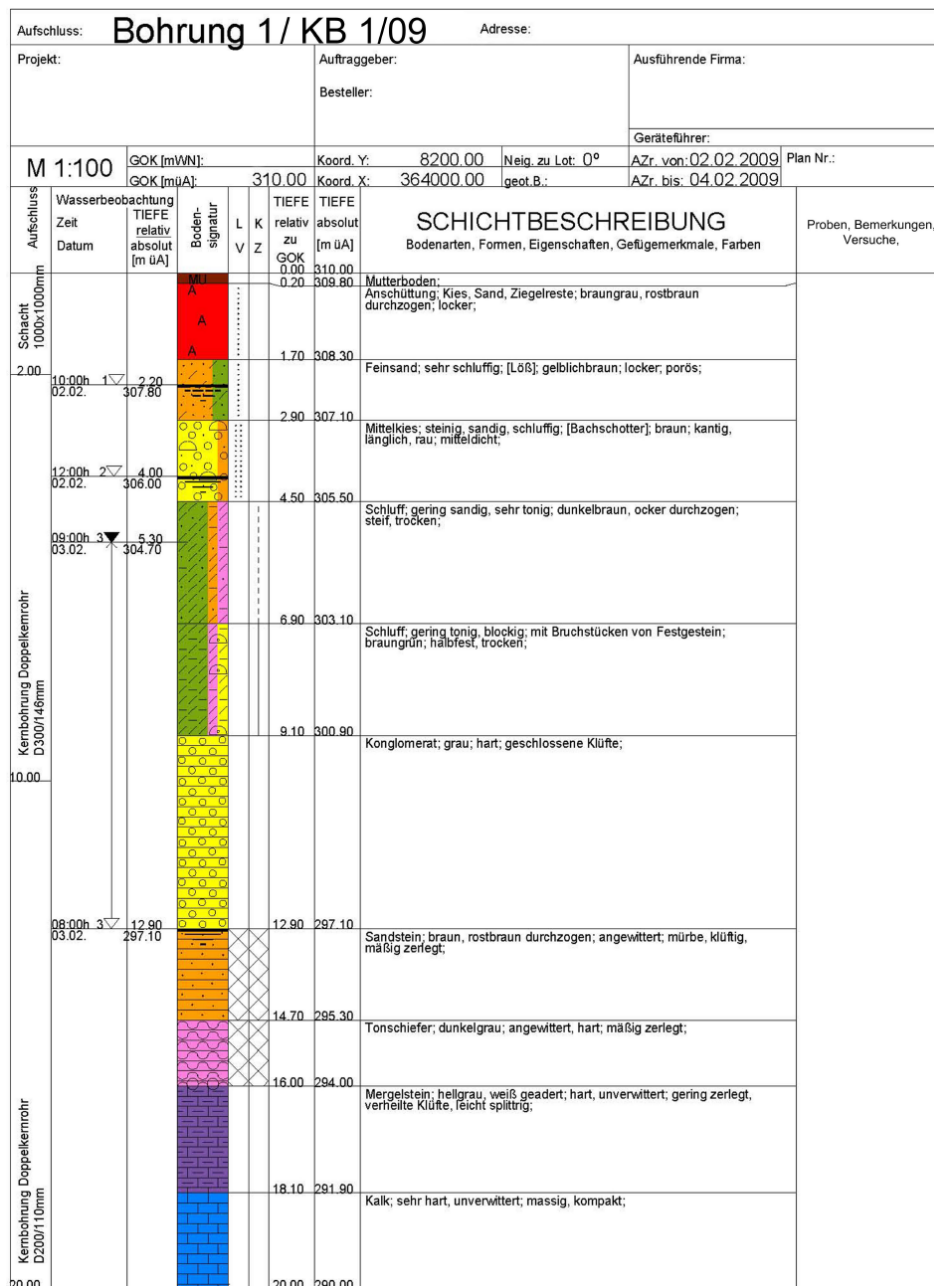 Aufschluss: Bohrung 1/ KB 1/09 Adresse:
Projekt: Auftraggeber: Ausführende Firma:
Besteller:
Geräteführer:
M 1:100 GOK [mWN]: Koord. Y: 8200.00 Neig. zu Lot: 0° AZr. von: 02.02.2009 Plan Nr.:
GOK [müA]: 310.00 Koord. X: 364000.00 geot.B.: AZr. bis: 04.02.2009
Aufschluss
Wasserbeobachtung
Zeit
Datum
TIEFE
relativ
absolut
[m üA]
Boden-
signatur
L
V
K
Z
TIEFE
relativ
zu
GOK
TIEFE
absolut
[m üA]
SCHICHTBESCHREIBUNG
Bodenarten, Formen, Eigenschaften, Gefügemerkmale, Farben
Proben, Bemerkungen,
Versuche,
0.00 310.00
MU 0.20 309.80 Mutterboden;
Schacht
1000x1000mm
A
A
A
Anschüttung; Kies, Sand, Ziegelreste; braungrau, rostbraun
durchzogen; locker;
1.70 308.30
2.00
Feinsand; sehr schluffig; [Löß]; gelblichbraun; locker; porös;
10:00h 1 2.20
02.02. 307.80
2.90 307.10
Mittelkies; steinig, sandig, schluffig; [Bachschotter]; braun; kantig,
länglich, rau; mitteldicht;
12:00h 2 4.00
02.02. 306.00
4.50 305.50
Schluff; gering sandig, sehr tonig; dunkelbraun, ocker durchzogen;
steif, trocken;
09:00h 3 5.30
03.02. 304.70
6.90 303.10
Schluff; gering tonig, blockig; mit Bruchstücken von Festgestein;
braungrün; halbfest, trocken;
Kernbohrung Doppelkernrohr
D300/146mm
9.10 300.90
Konglomerat; grau; hart; geschlossene Klüfte;
10.00
08:00h 3 12.90
03.02. 297.10
12.90 297.10
Sandstein; braun, rostbraun durchzogen; angewittert; mürbe, klüftig,
mäßig zerlegt;
14.70 295.30
Tonschiefer; dunkelgrau; angewittert, hart; mäßig zerlegt;
16.00 294.00
Mergelstein; hellgrau, weiß geadert; hart, unverwittert; gering zerlegt,
verheilte Klüfte, leicht splittrig;
Kernbohrung Doppelkernrohr
D200/110mm
18.10 291.90
Kalk; sehr hart, unverwittert; massig, kompakt;
20.00 20.00 290.00